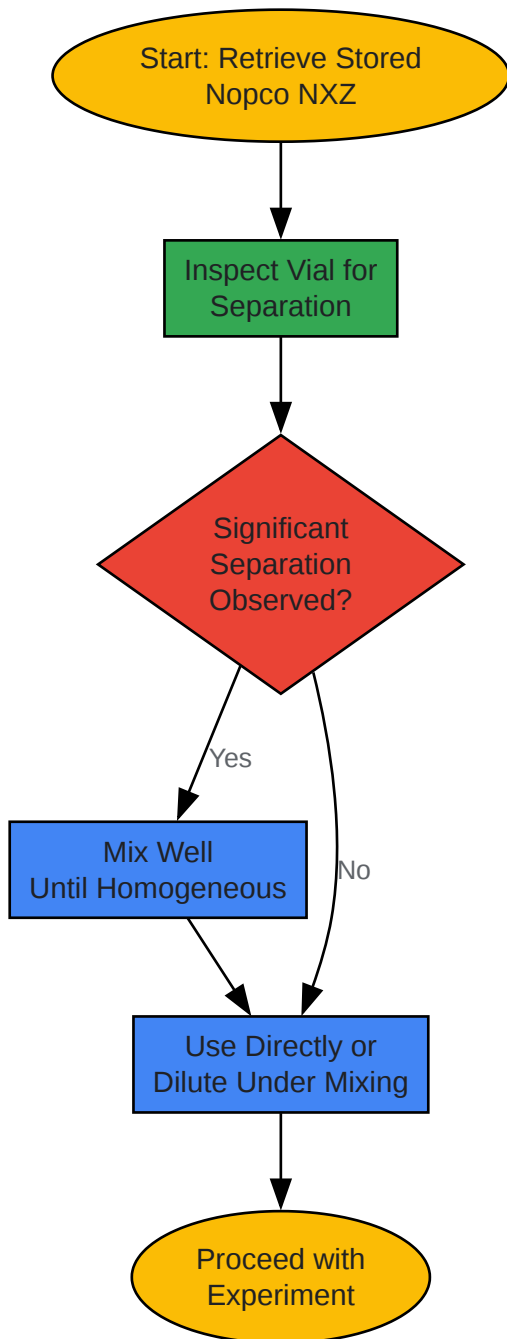 Start: Retrieve Stored
Nopco NXZ
Inspect Vial for
Separation
Significant
Separation
Observed?
Yes
Mix Well
Until Homogeneous
No
Use Directly or
Dilute Under Mixing
Proceed with
Experiment